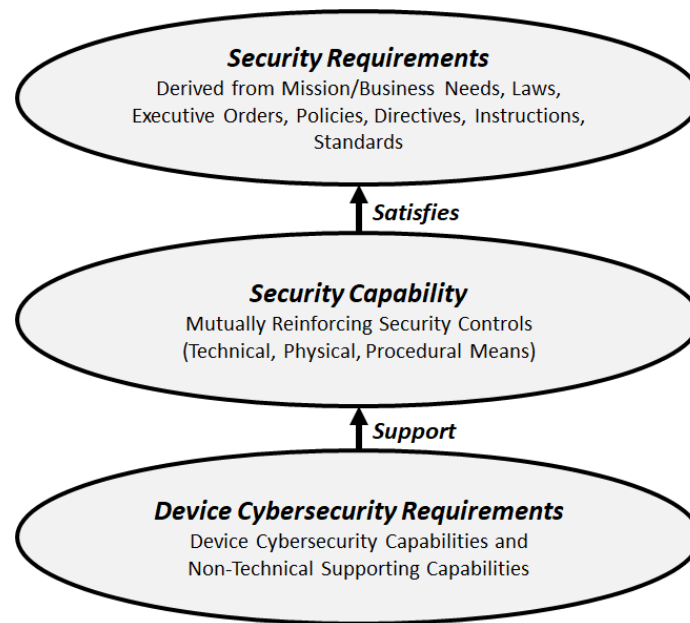 Security Requirements
Derived from Mission/Business Needs, Laws,
Executive Orders, Policies, Directives, Instructions,
Standards
Satisfies
Security Capability
Mutually Reinforcing Security Controls
(Technical, Physical, Procedural Means)
Support
Device Cybersecurity Requirements
Device Cybersecurity Capabilities and
Non-Technical Supporting Capabilities